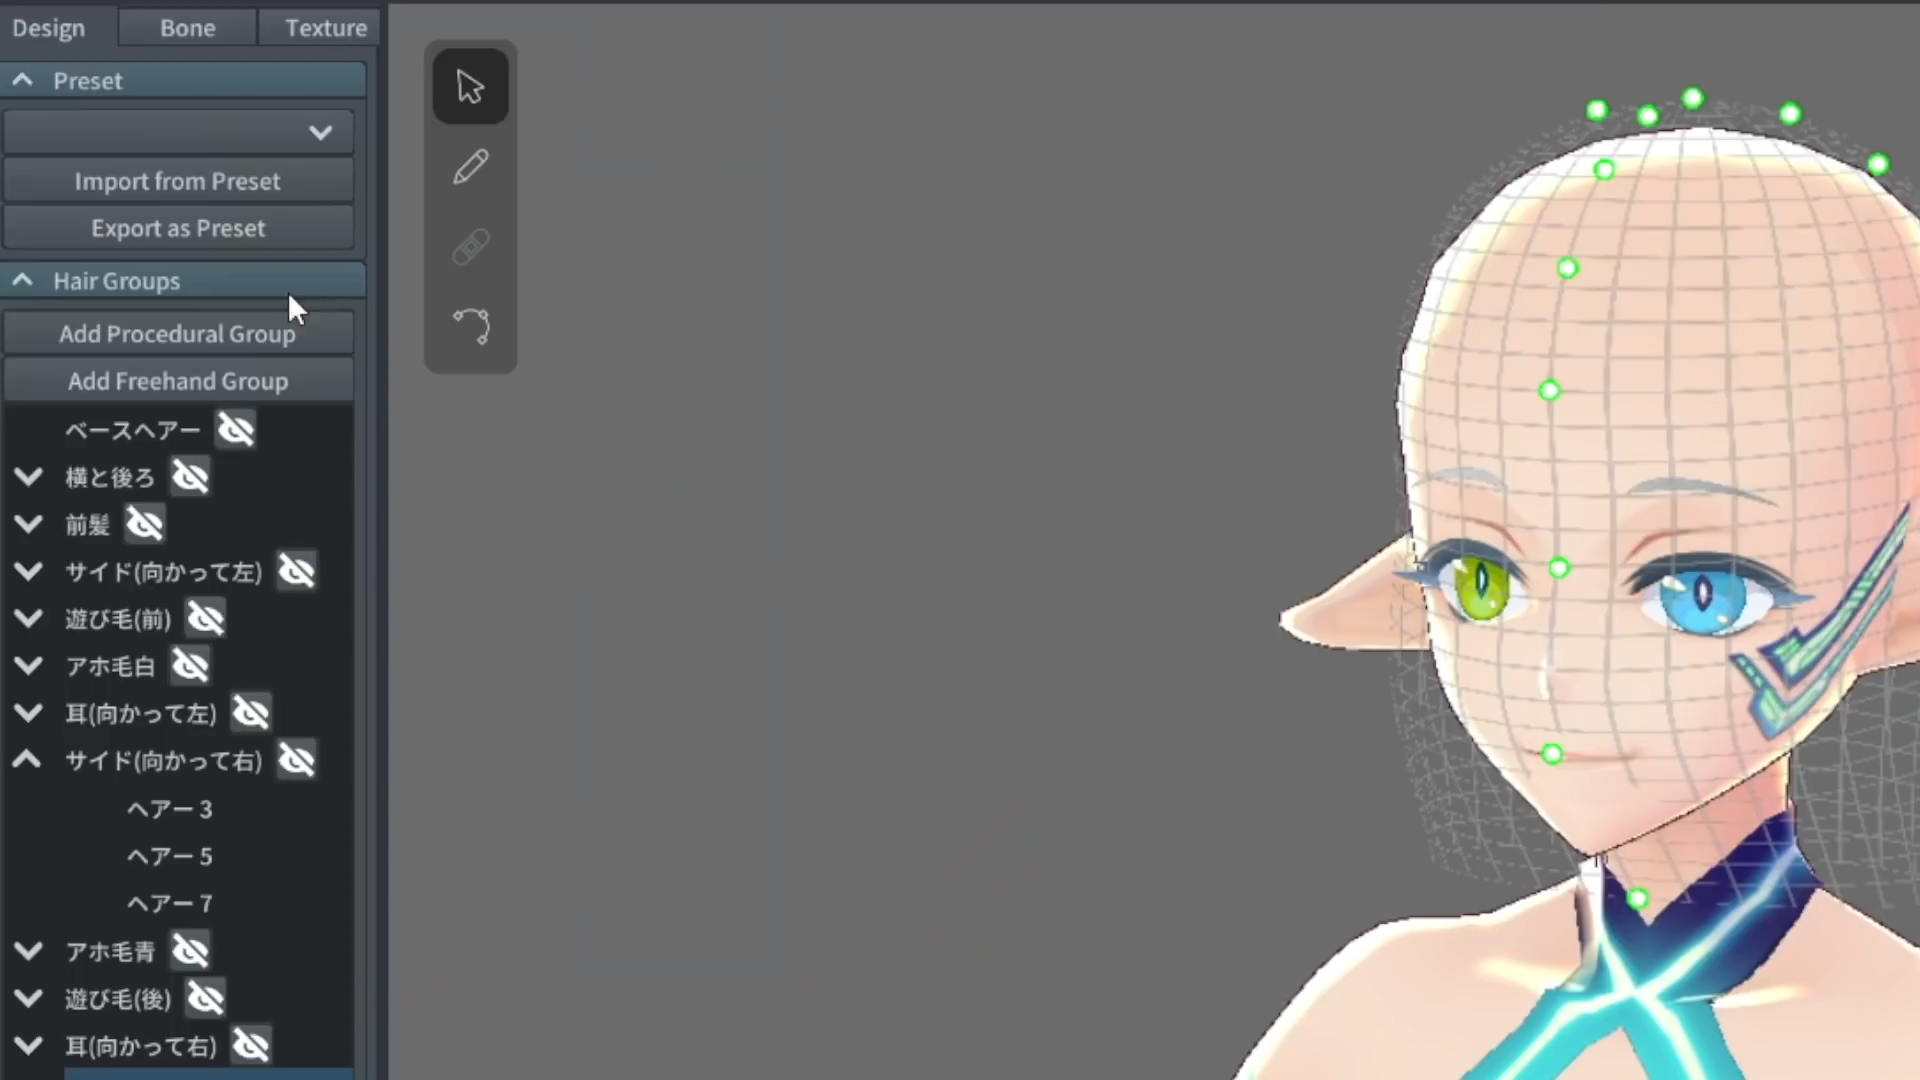 Design Bone Texture
Preset
Import from Preset
Export as Preset
Hair Groups
Add Procedural Group
Add Freehand Group
ベースヘアー
横と後ろ
前髪
サイド(向かって左)
遊び毛(前)
アホ毛白
耳(向かって左)
サイド(向かって右)
ヘアー 3
ヘアー 5
ヘアー 7
アホ毛青
遊び毛(後)
耳(向かって右)